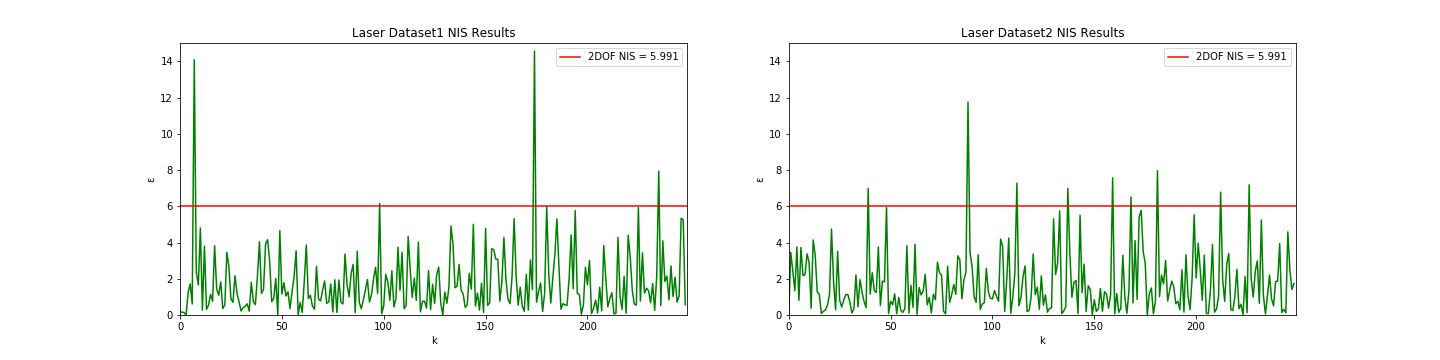 Laser Dataset1 NIS Results
2DOF NIS = 5.991
ε
14
12
10
8
6
4
2
0
0 50 100 150 200
k
Laser Dataset2 NIS Results
2DOF NIS = 5.991
ε
14
12
10
8
6
4
2
0
0 50 100 150 200
k